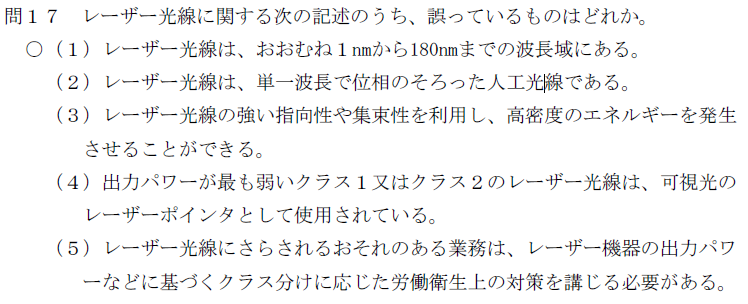 問１７　レーザー光線に関する次の記述のうち、誤っているものはどれか。
○（１）レーザー光線は、おおむね１nmから180nmまでの波長域にある。
（２）レーザー光線は、単一波長で位相のそろった人工光線である。
（３）レーザー光線の強い指向性や集束性を利用し、高密度のエネルギーを発生
させることができる。
（４）出力パワーが最も弱いクラス１又はクラス２のレーザー光線は、可視光の
レーザーポインタとして使用されている。
（５）レーザー光線にさらされるおそれのある業務は、レーザー機器の出力パワ
ーなどに基づくクラス分けに応じた労働衛生上の対策を講じる必要がある。